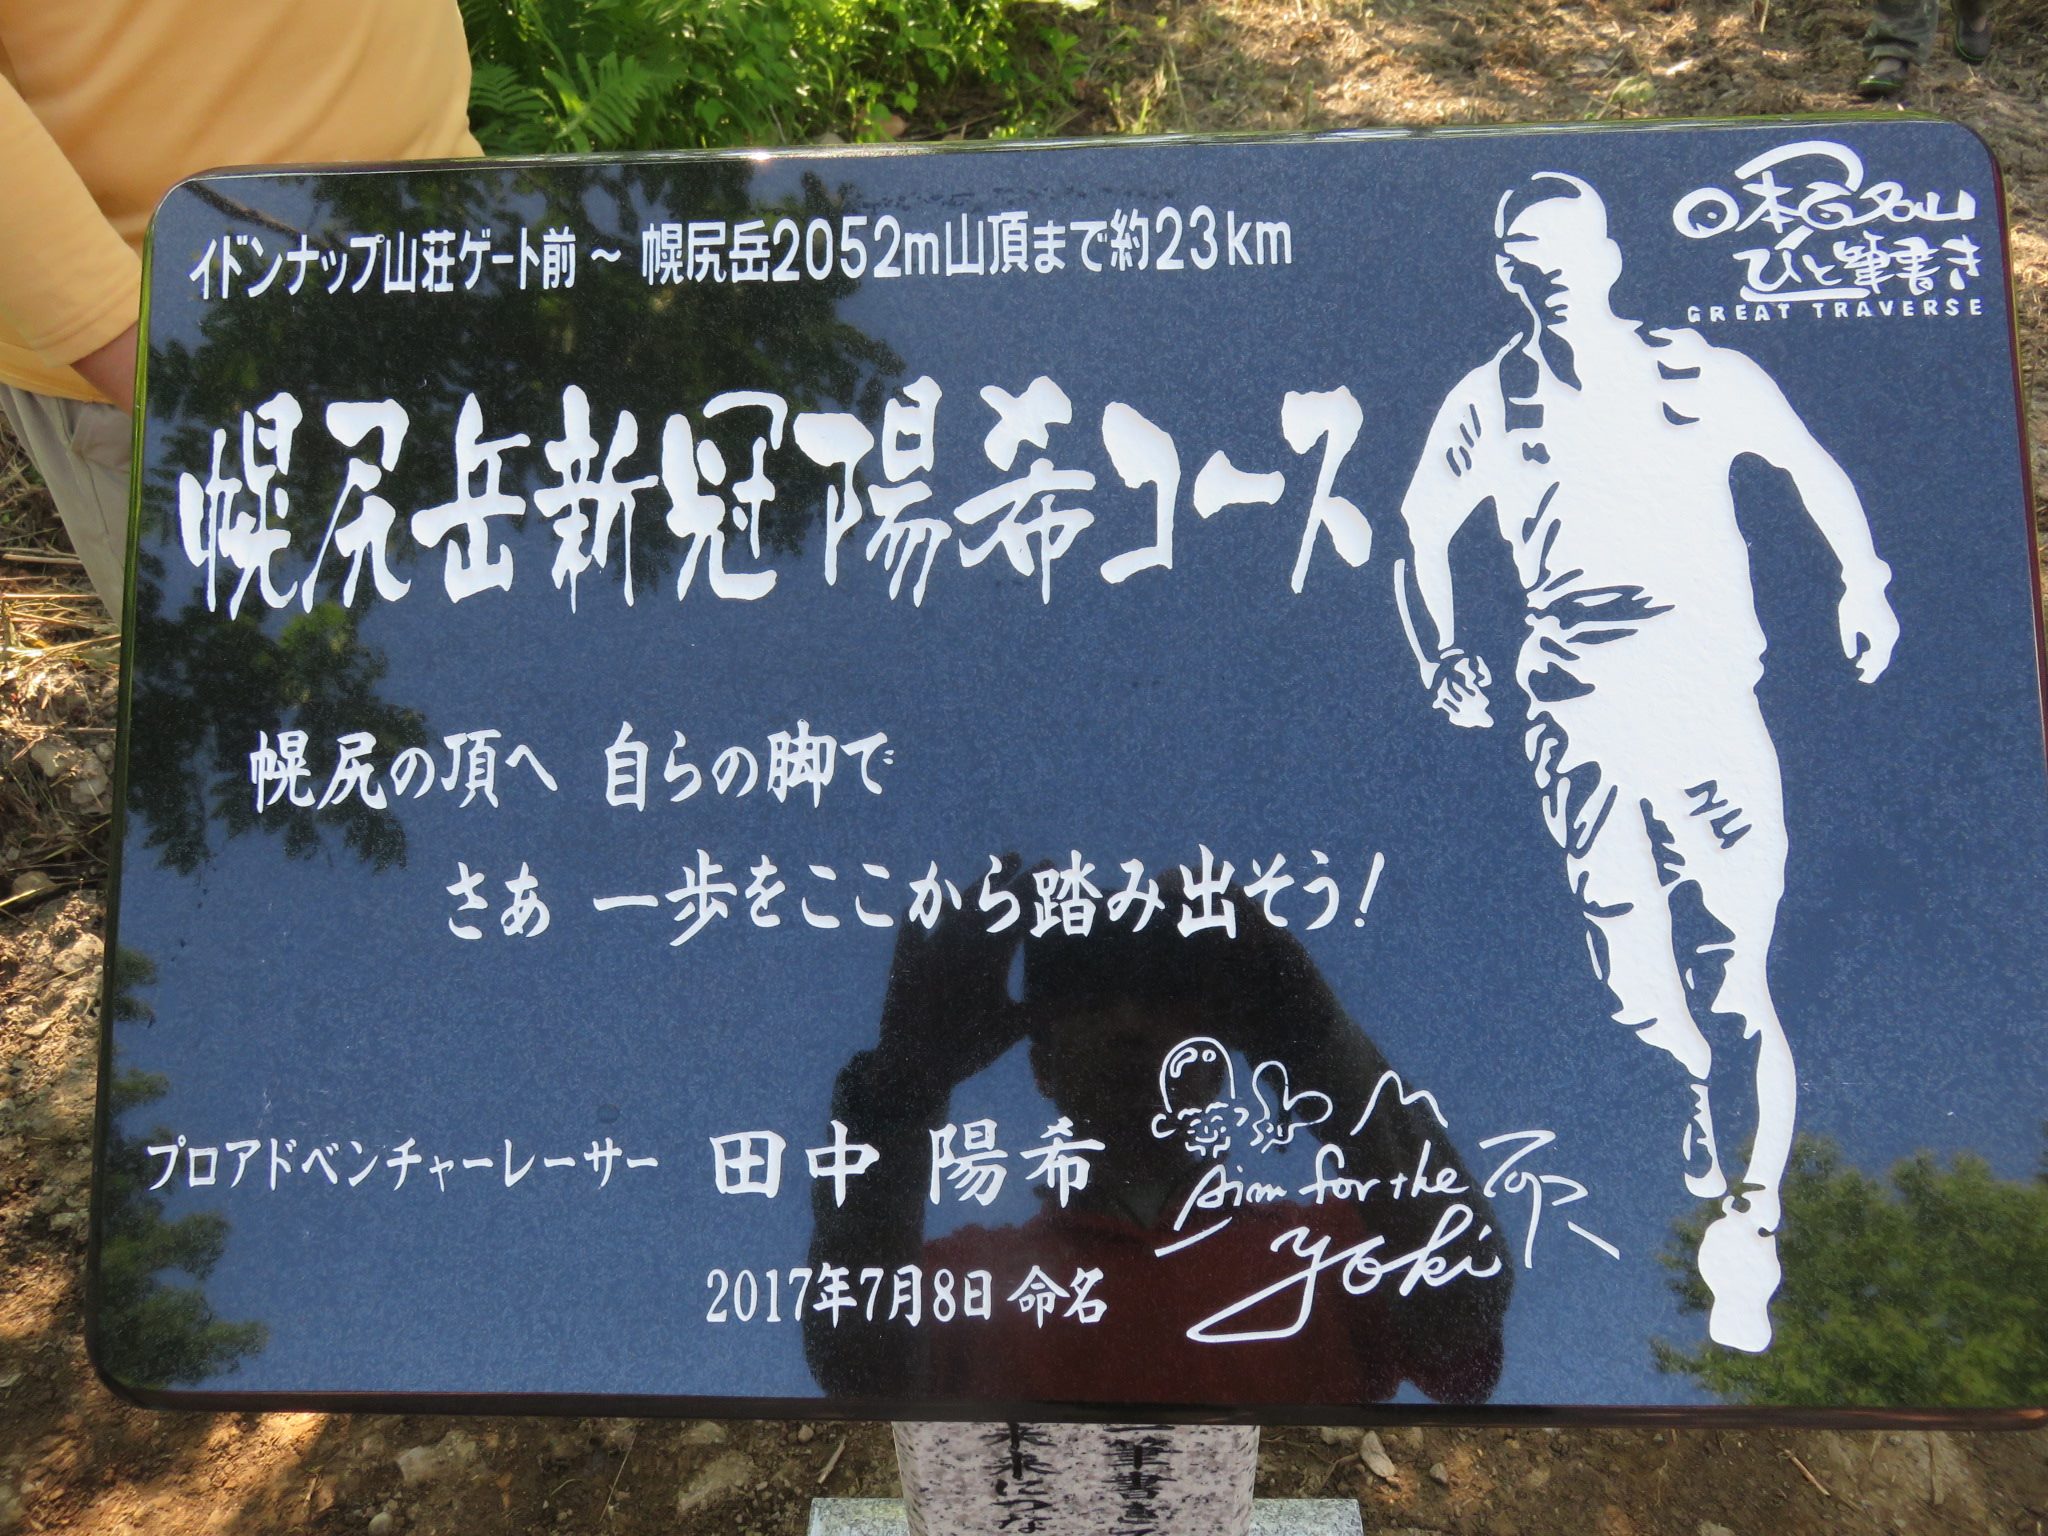 日本百名山
ひと筆書き
GREAT TRAVERSE
イドンナップ山荘ゲート前 ~ 幌尻岳2052m山頂まで約23km
幌尻岳新冠陽希コース
幌尻の頂へ 自らの脚で
さあ 一歩をここから踏み出そう!
プロアドベンチャーレーサー 田中 陽希
Aim for the 頂
yoki
2017年7月8日 命名